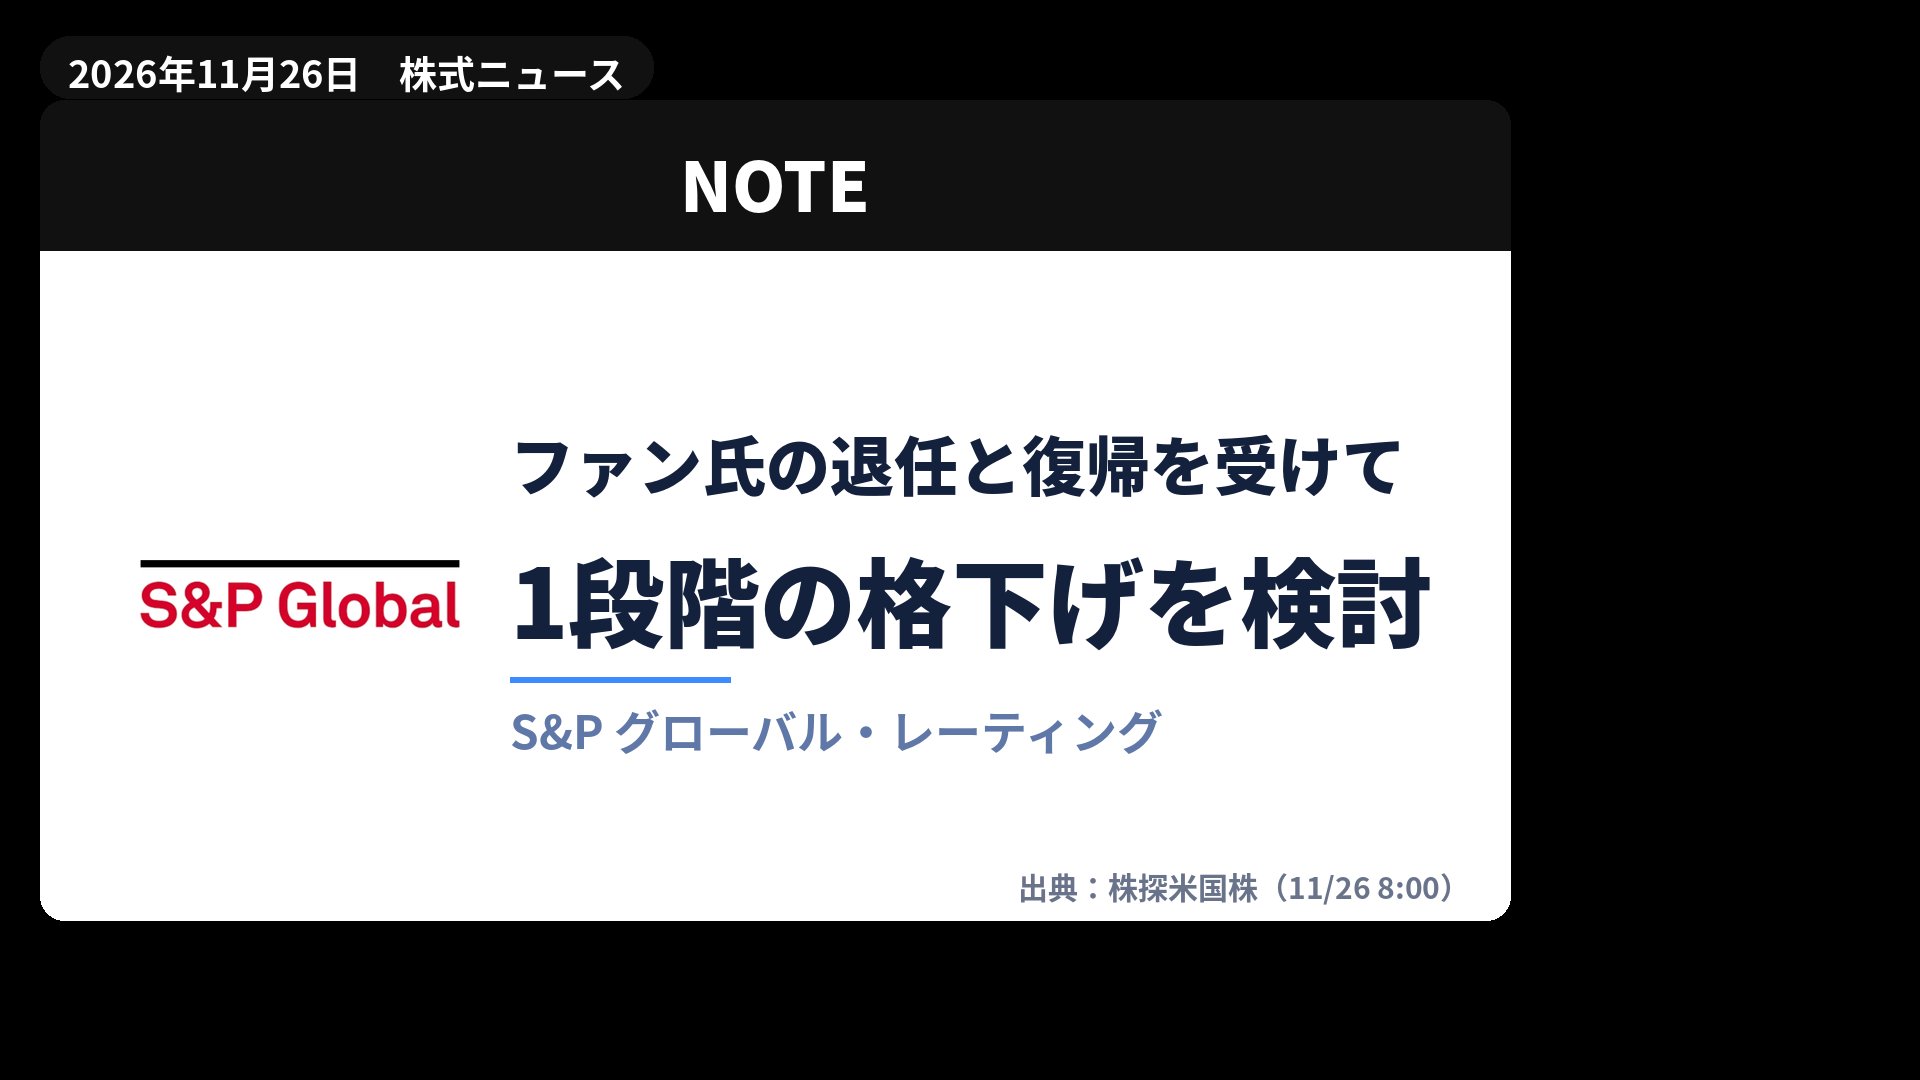 2026年11月26日　株式ニュース
NOTE
ファン氏の退任と復帰を受けて
S&P Global
1段階の格下げを検討
S&P グローバル・レーティング
出典：株探米国株（11/26 8:00）